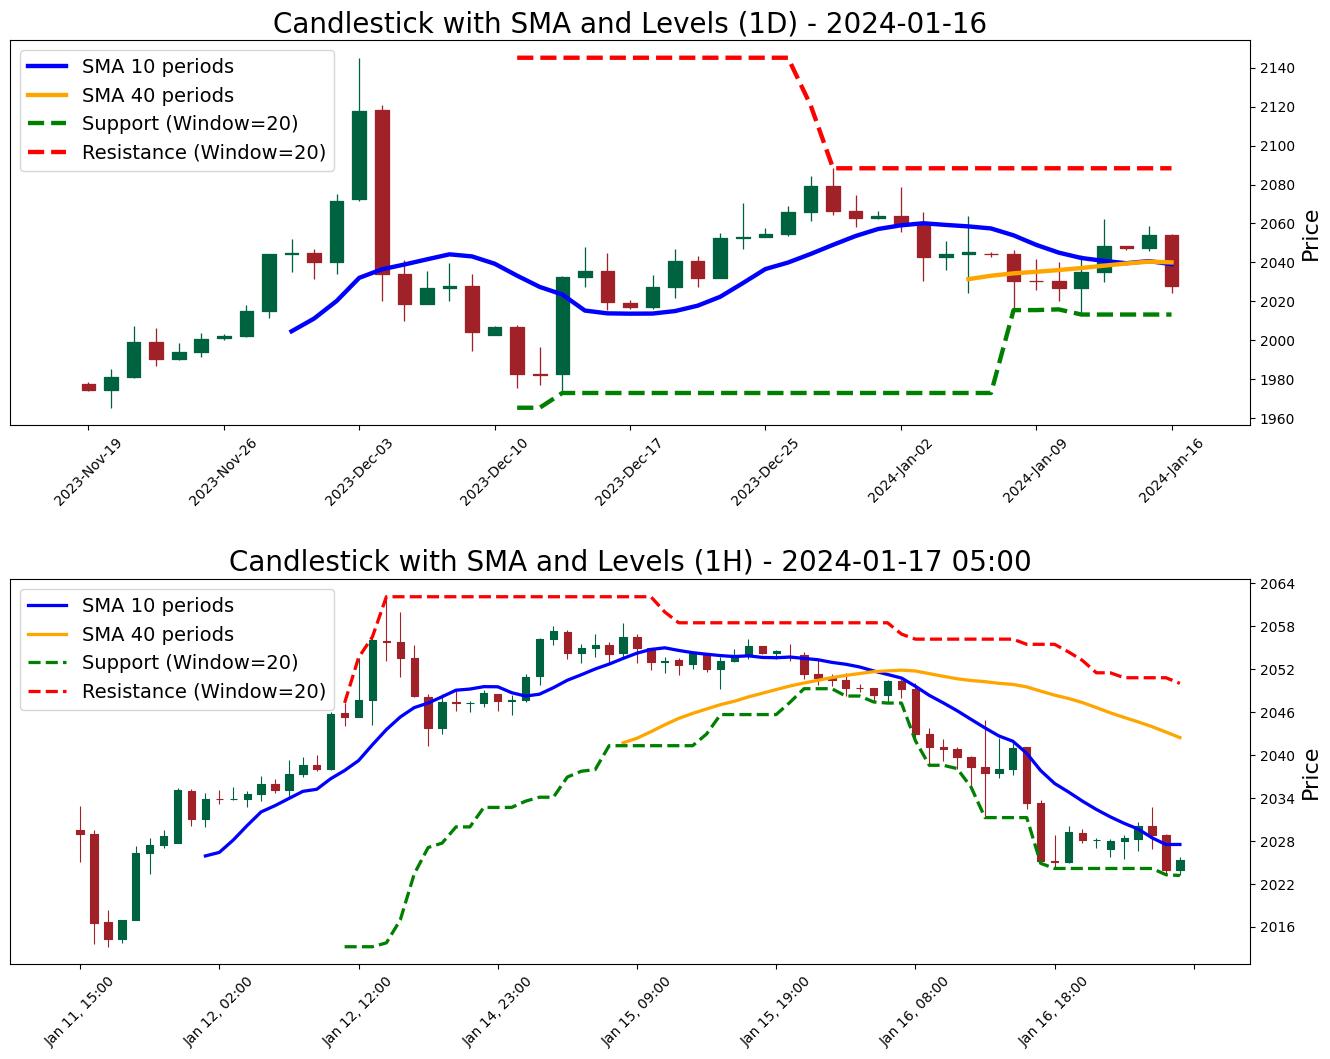 Candlestick with SMA and Levels (1D) - 2024-01-16
SMA 10 periods
SMA 40 periods
Support (Window=20)
Resistance (Window=20)
2140
2120
2100
2080
2060
2040
2020
2000
1980
1960
Price
2023-Nov-19
2023-Nov-26
2023-Dec-03
2023-Dec-10
2023-Dec-17
2023-Dec-25
2024-Jan-02
2024-Jan-09
2024-Jan-16
Candlestick with SMA and Levels (1H) - 2024-01-17 05:00
SMA 10 periods
SMA 40 periods
Support (Window=20)
Resistance (Window=20)
2064
2058
2052
2046
2040
2034
2028
2022
2016
Price
Jan 11, 15:00
Jan 12, 02:00
Jan 12, 12:00
Jan 14, 23:00
Jan 15, 09:00
Jan 15, 19:00
Jan 16, 08:00
Jan 16, 18:00